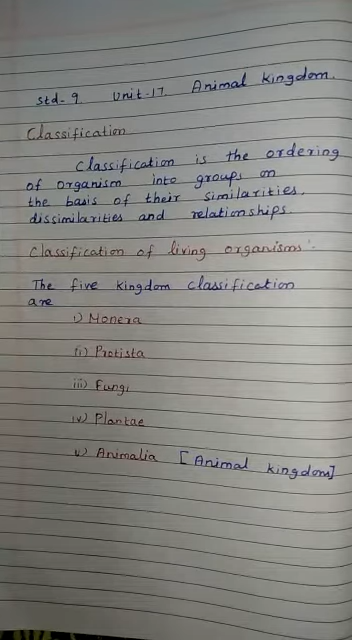 std- 9 Unit-17 Animal kingdom.
Classification
Classification is the ordering
of organism into groups on
the basis of their similarities,
dissimilarities and relationships.
Classification of living organisms:-
The five kingdom classification
are
i) Monera
ii) Protista
iii) Fungi
iv) Plantae
v) Animalia [Animal kingdom]